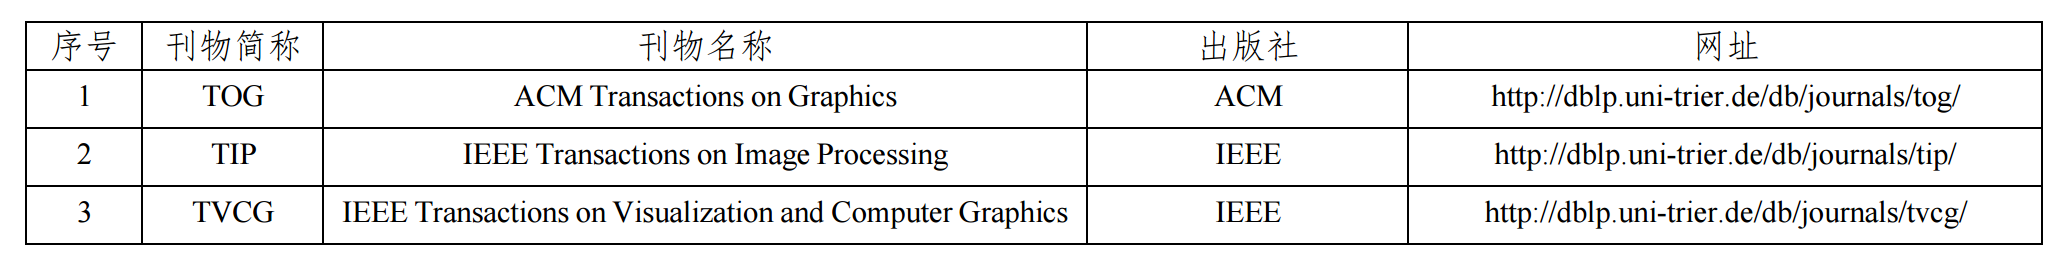 序号 刊物简称 刊物名称 出版社 网址
1 TOG ACM Transactions on Graphics ACM http://dblp.uni-trier.de/db/journals/tog/
2 TIP IEEE Transactions on Image Processing IEEE http://dblp.uni-trier.de/db/journals/tip/
3 TVCG IEEE Transactions on Visualization and Computer Graphics IEEE http://dblp.uni-trier.de/db/journals/tvcg/